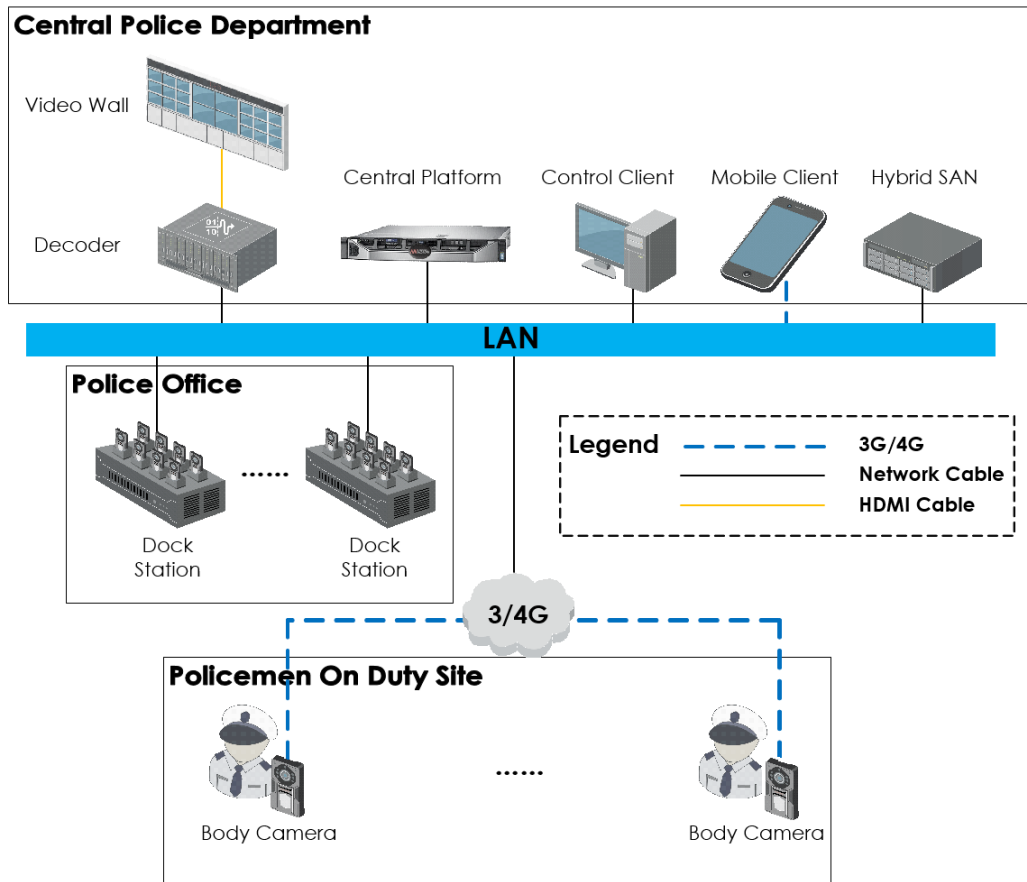 Central Police Department
Video Wall
Central Platform
Control Client
Mobile Client
Hybrid SAN
Decoder
01
10
LAN
Police Office
......
Dock
Station
Dock
Station
Legend
3G/4G
Network Cable
HDMI Cable
3/4G
Policemen On Duty Site
......
Body Camera
Body Camera